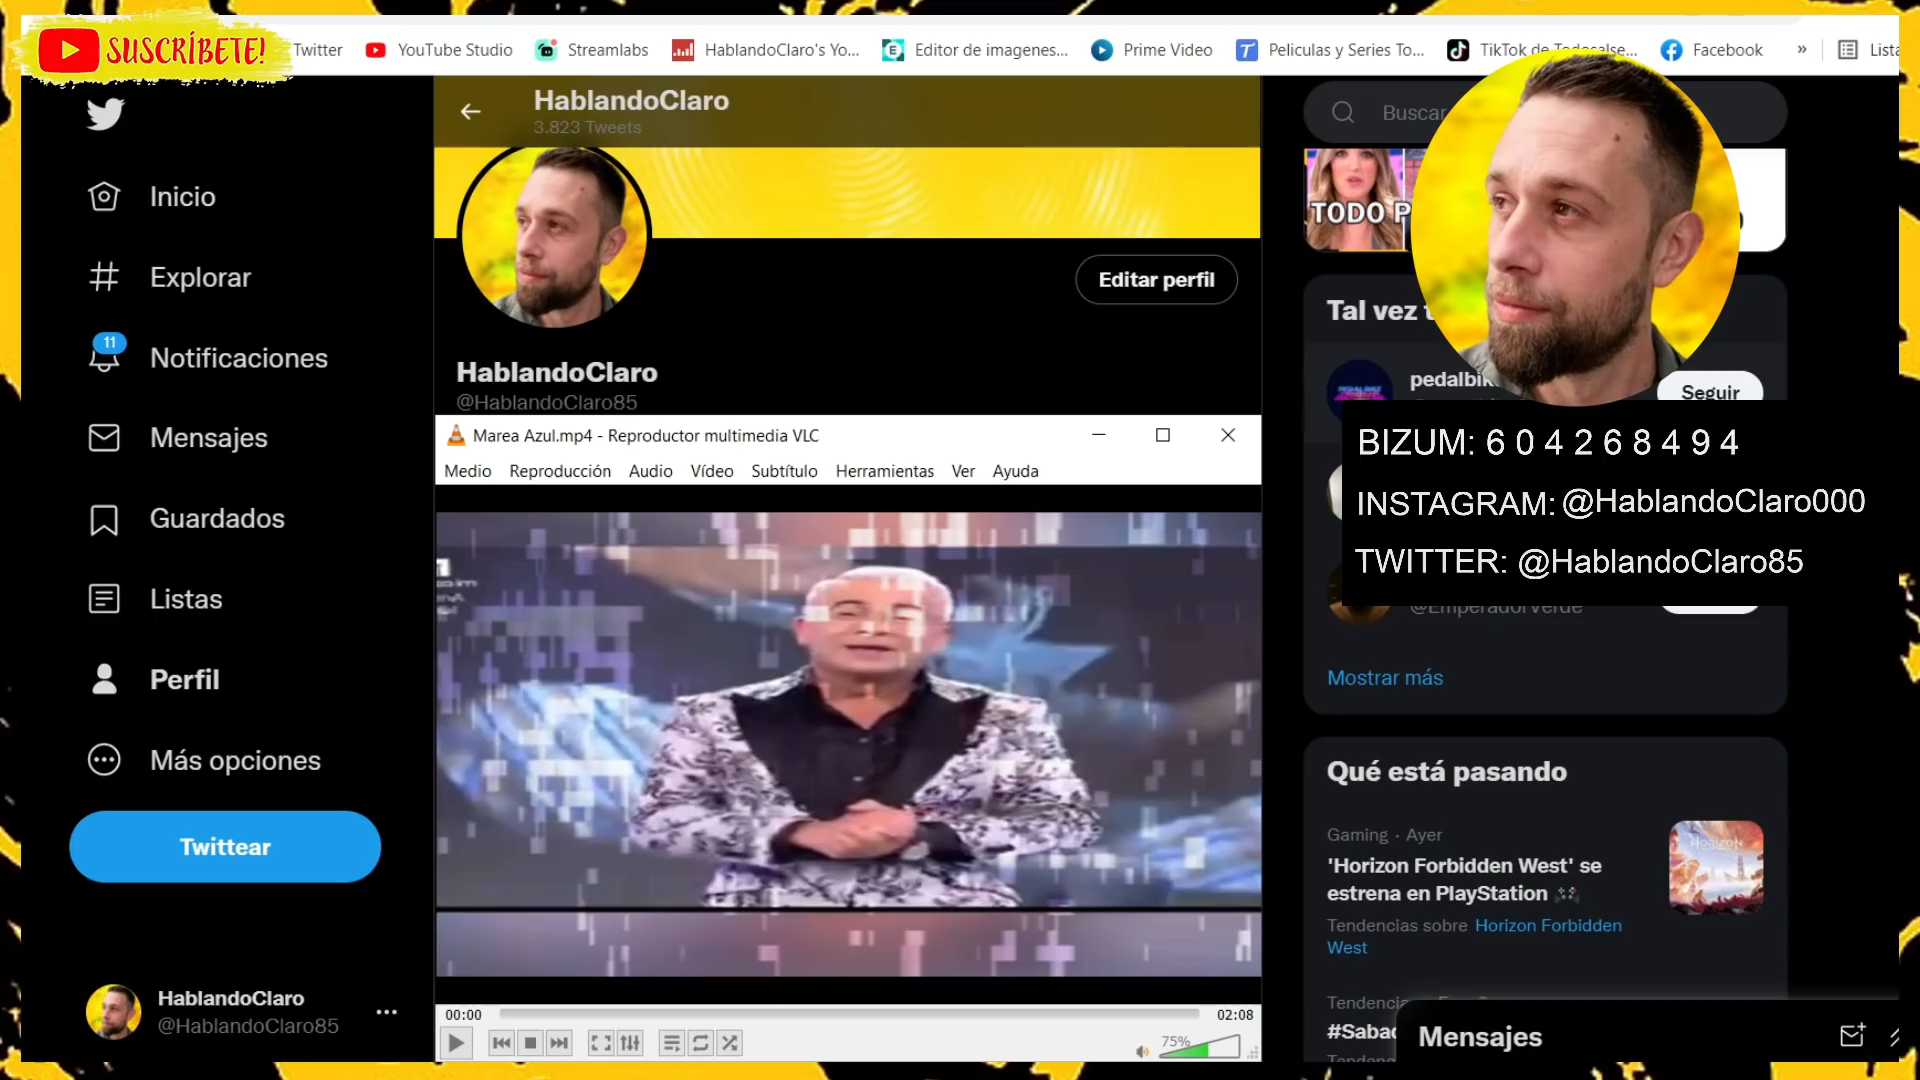 SUSCRÍBETE!
Twitter
YouTube Studio
Streamlabs
HablandoClaro's Yo...
Editor de imagenes...
Prime Video
Peliculas y Series To...
TikTok de Todosalse...
Facebook
»
HablandoClaro
3.823 Tweets
Buscar
TODO P
Inicio
Explorar
11
Notificaciones
Mensajes
Guardados
Listas
Perfil
Más opciones
Twittear
HablandoClaro
@HablandoClaro85
Editar perfil
HablandoClaro
@HablandoClaro85
Marea Azul.mp4 - Reproductor multimedia VLC
Medio Reproducción Audio Vídeo Subtítulo Herramientas Ver Ayuda
00:00
02:08
75%
Tal vez
Seguir
BIZUM: 6 0 4 2 6 8 4 9 4
INSTAGRAM: @HablandoClaro000
TWITTER: @HablandoClaro85
@EmperadorVerde
Mostrar más
Qué está pasando
Gaming · Ayer
'Horizon Forbidden West' se
estrena en PlayStation
Tendencias sobre Horizon Forbidden
West
HORIZON
Mensajes